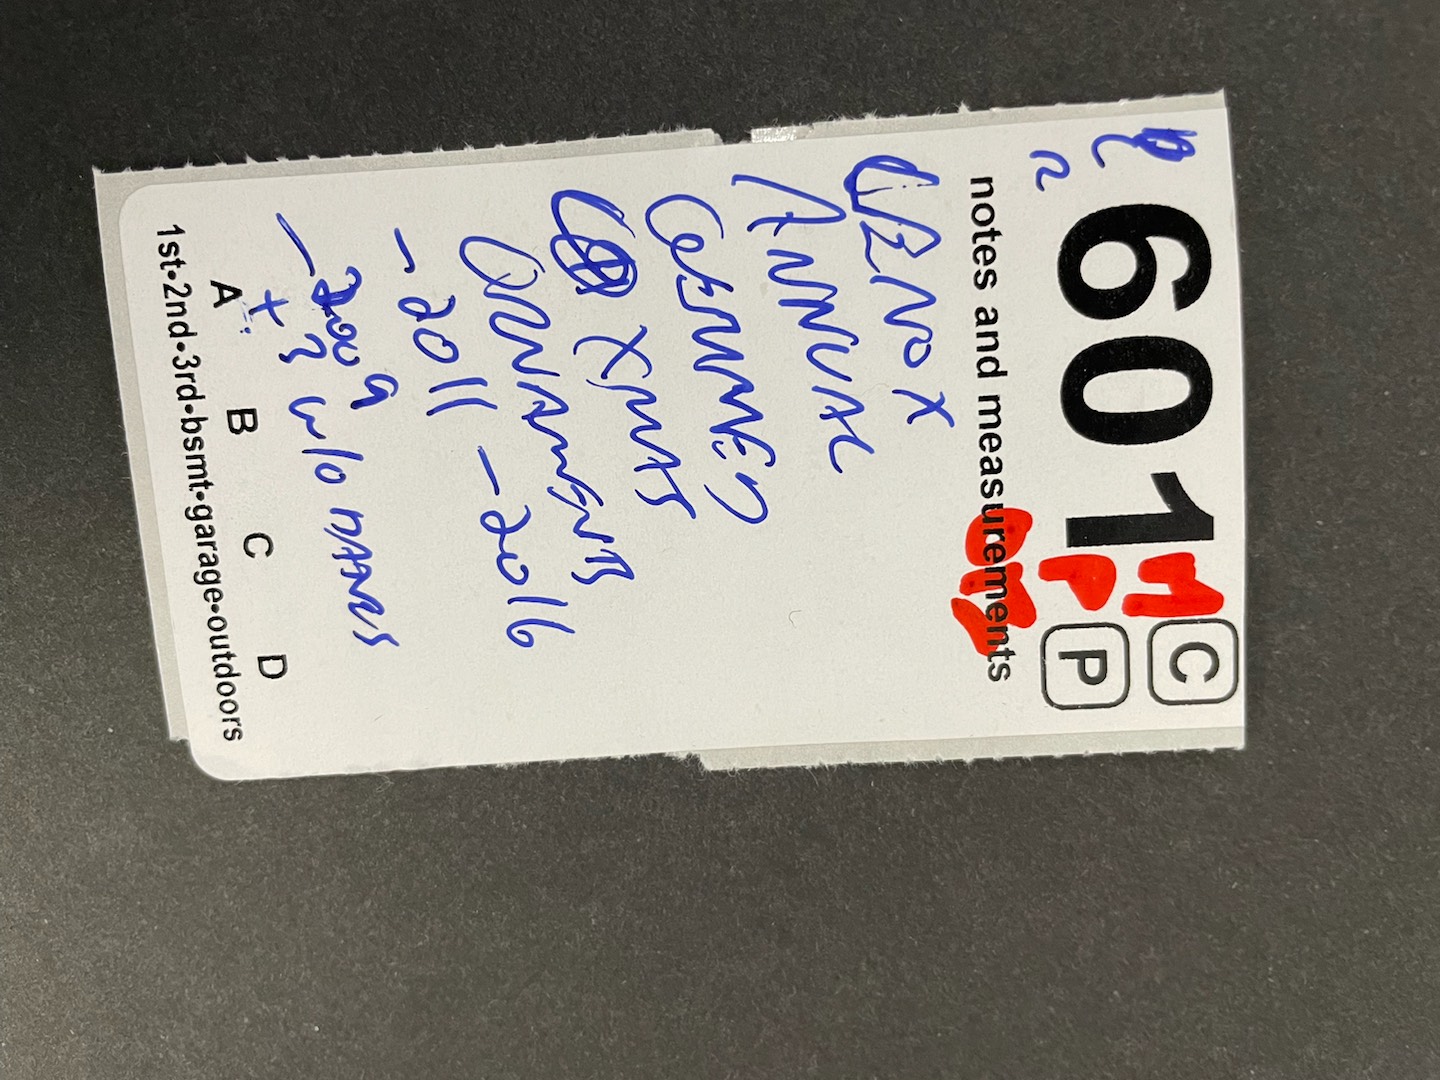 601
C
P
notes and measurements
LENOX
ANNUAL
GEMMED
XMAS
ORNAMENTS
- 2011 - 2016
- 2009
+ 3 w/o DATES
A B C D
1st•2nd•3rd•bsmt•garage•outdoors